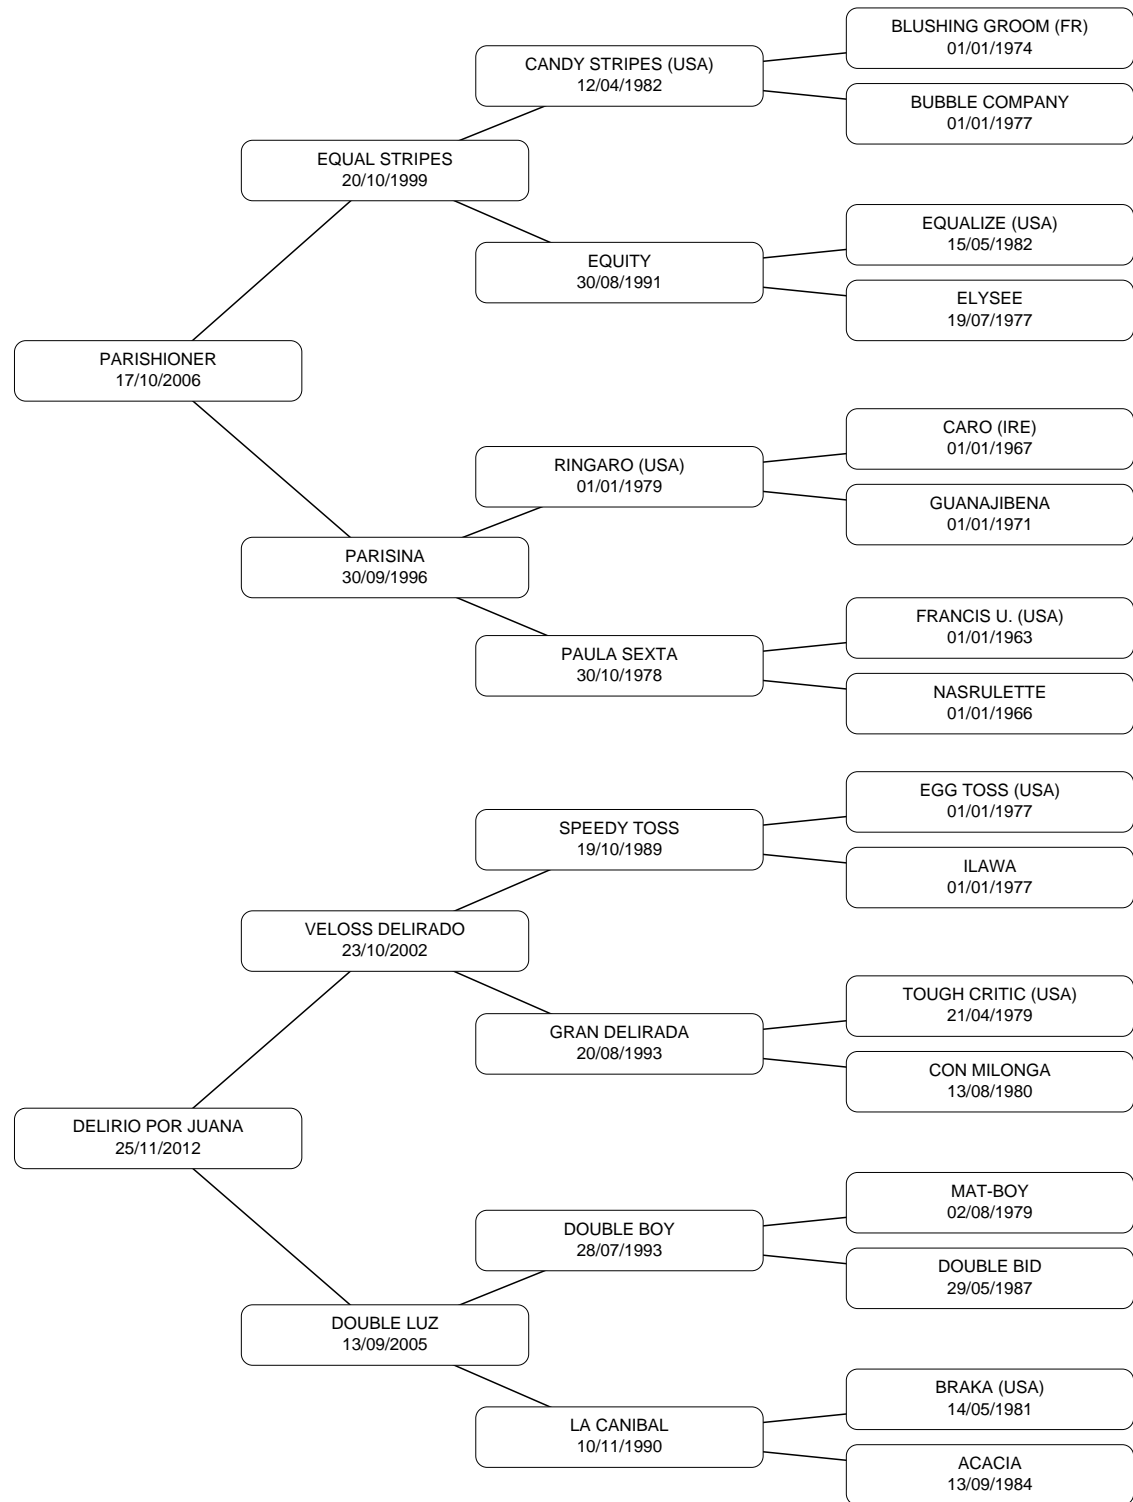 BLUSHING GROOM (FR)
01/01/1974
CANDY STRIPES (USA)
12/04/1982
BUBBLE COMPANY
01/01/1977
EQUAL STRIPES
20/10/1999
EQUALIZE (USA)
15/05/1982
EQUITY
30/08/1991
ELYSEE
19/07/1977
PARISHIONER
17/10/2006
CARO (IRE)
01/01/1967
RINGARO (USA)
01/01/1979
GUANAJIBENA
01/01/1971
PARISINA
30/09/1996
FRANCIS U. (USA)
01/01/1963
PAULA SEXTA
30/10/1978
NASRULETTE
01/01/1966
EGG TOSS (USA)
01/01/1977
SPEEDY TOSS
19/10/1989
ILAWA
01/01/1977
VELOSS DELIRADO
23/10/2002
TOUGH CRITIC (USA)
21/04/1979
GRAN DELIRADA
20/08/1993
CON MILONGA
13/08/1980
DELIRIO POR JUANA
25/11/2012
MAT-BOY
02/08/1979
DOUBLE BOY
28/07/1993
DOUBLE BID
29/05/1987
DOUBLE LUZ
13/09/2005
BRAKA (USA)
14/05/1981
LA CANIBAL
10/11/1990
ACACIA
13/09/1984